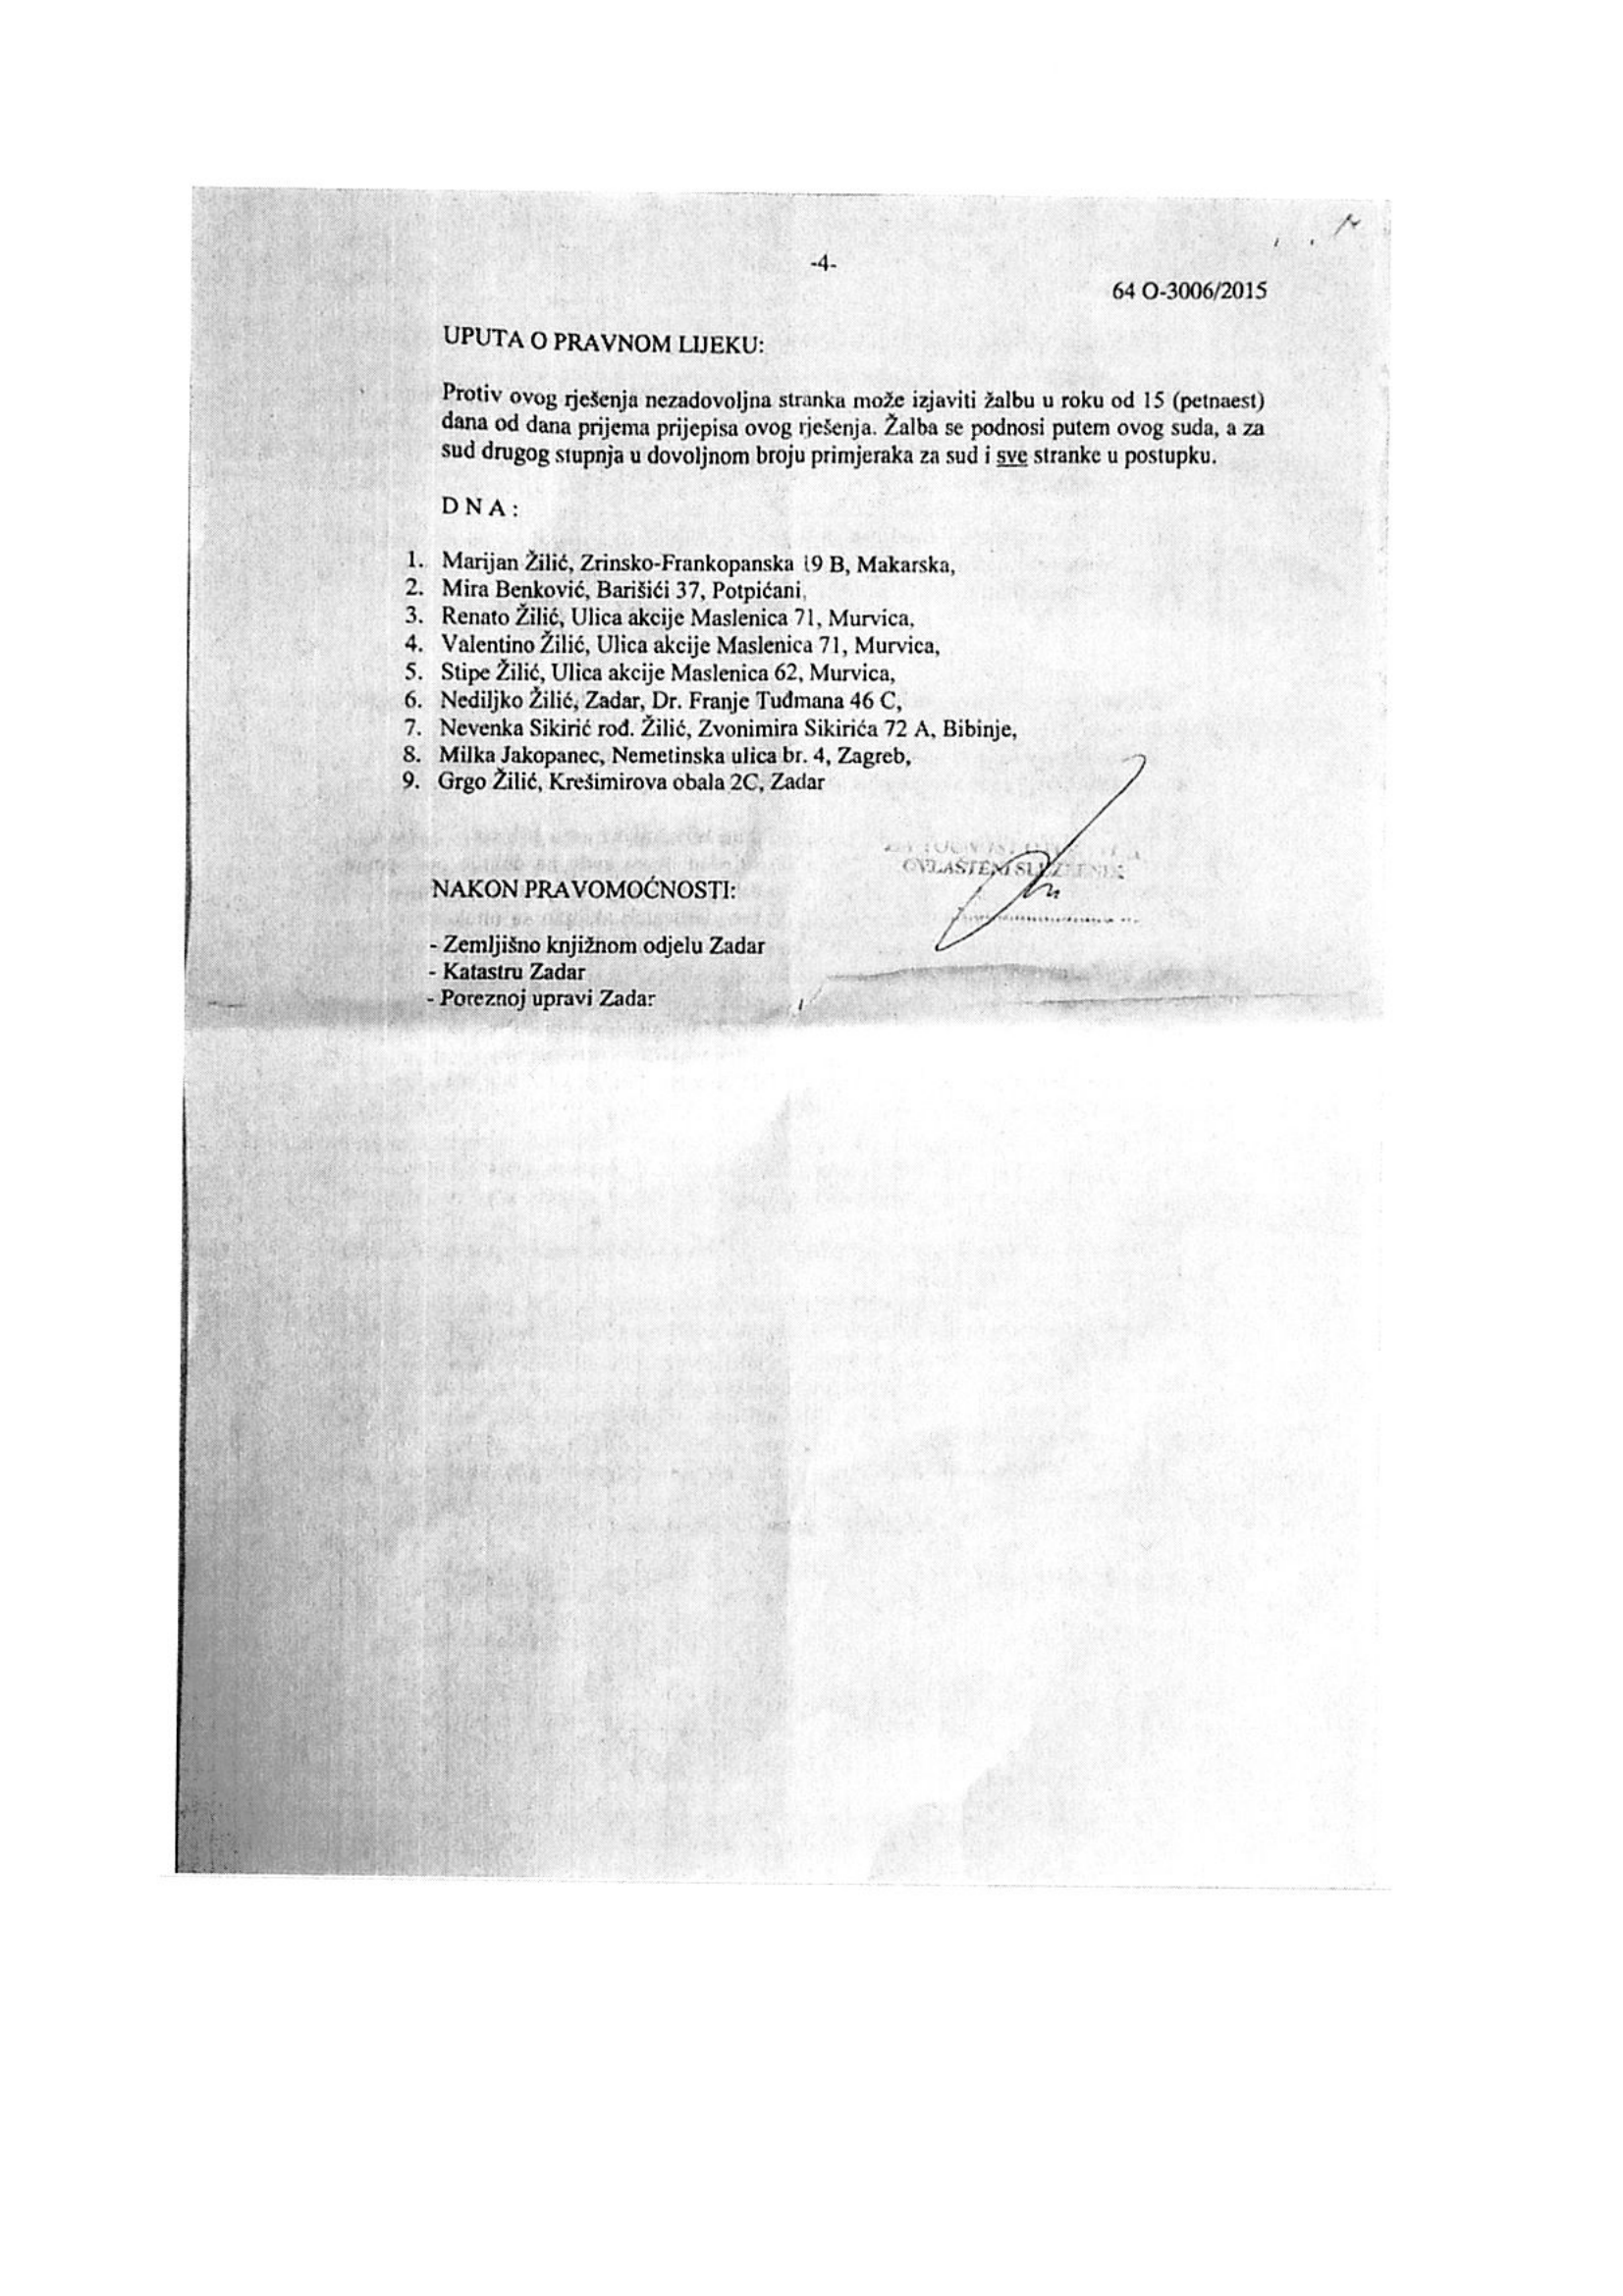 -4-
64 O-3006/2015
UPUTA O PRAVNOM LIJEKU:
Protiv ovog rješenja nezadovoljna stranka može izjaviti žalbu u roku od 15 (petnaest)
dana od dana prijema prijepisa ovog rješenja. Žalba se podnosi putem ovog suda, a za
sud drugog stupnja u dovoljnom broju primjeraka za sud i sve stranke u postupku.
D N A :
1. Marijan Žilić, Zrinsko-Frankopanska 19 B, Makarska,
2. Mira Benković, Barišići 37, Potpićani,
3. Renato Žilić, Ulica akcije Maslenica 71, Murvica,
4. Valentino Žilić, Ulica akcije Maslenica 71, Murvica,
5. Stipe Žilić, Ulica akcije Maslenica 62, Murvica,
6. Nediljko Žilić, Zadar, Dr. Franje Tuđmana 46 C,
7. Nevenka Sikirić rođ. Žilić, Zvonimira Sikirića 72 A, Bibinje,
8. Milka Jakopanec, Nemetinska ulica br. 4, Zagreb,
9. Grgo Žilić, Krešimirova obala 2C, Zadar
OVLAŠTENI
NAKON PRAVOMOĆNOSTI:
- Zemljišno knjižnom odjelu Zadar
- Katastru Zadar
- Poreznoj upravi Zadar